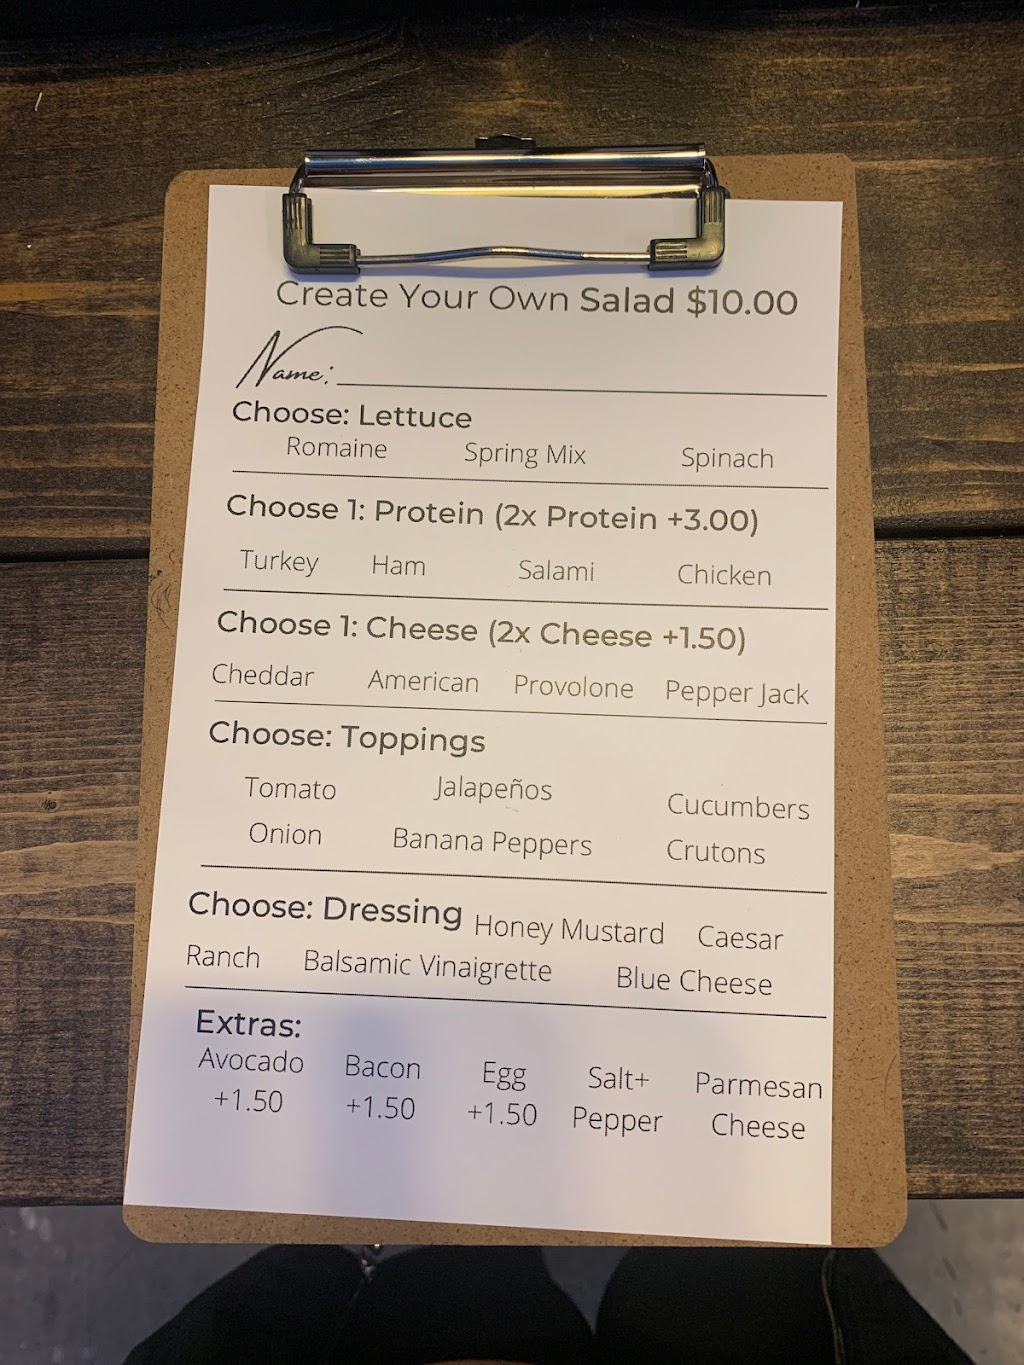 Create Your Own Salad $10.00
Name:
Choose: Lettuce
Romaine Spring Mix Spinach
Choose 1: Protein (2x Protein +3.00)
Turkey Ham Salami Chicken
Choose 1: Cheese (2x Cheese +1.50)
Cheddar American Provolone Pepper Jack
Choose: Toppings
Tomato Jalapeños Cucumbers
Onion Banana Peppers Crutons
Choose: Dressing Honey Mustard Caesar
Ranch Balsamic Vinaigrette Blue Cheese
Extras:
Avocado Bacon Egg Salt+ Parmesan
+1.50 +1.50 +1.50 Pepper Cheese